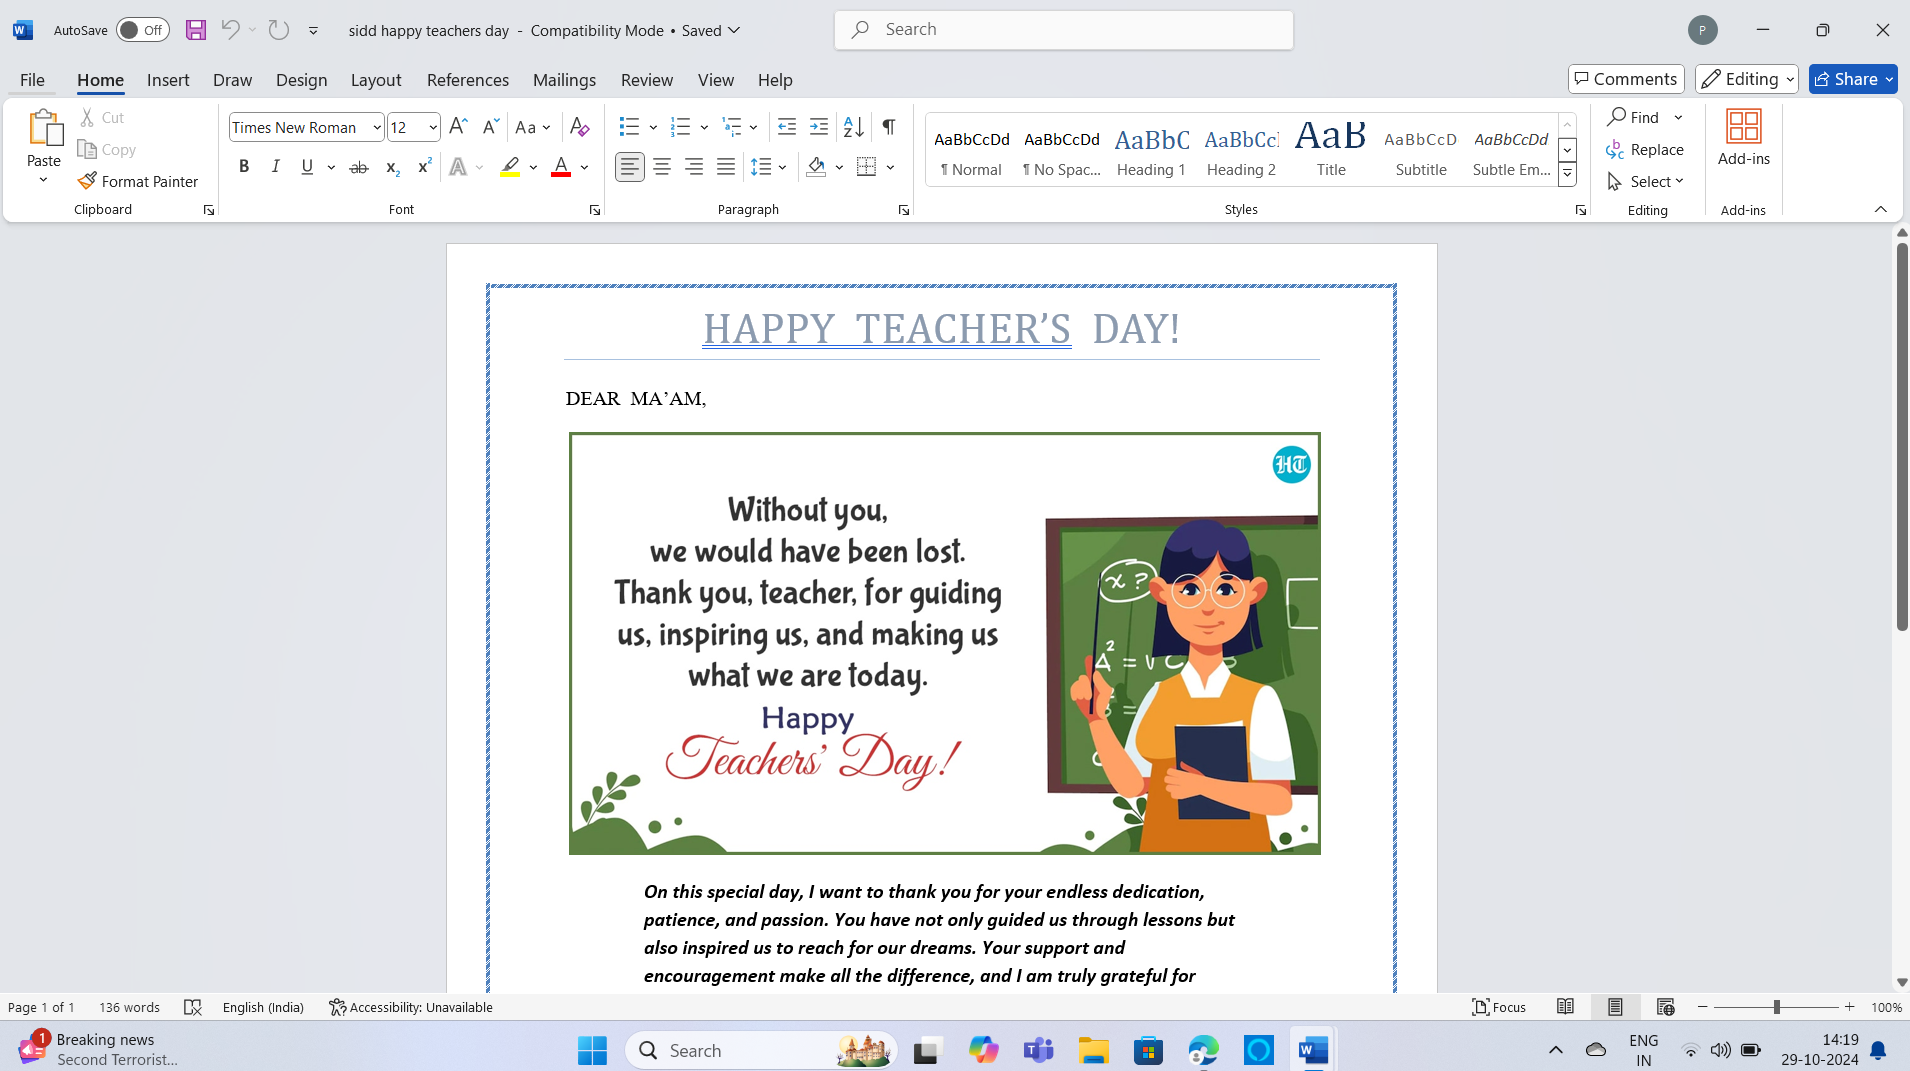 AutoSave Off sidd happy teachers day - Compatibility Mode • Saved Search P
File Home Insert Draw Design Layout References Mailings Review View Help Comments Editing Share
Paste Cut Copy Format Painter Clipboard
Times New Roman 12 Aa B I U ab x₂ x² A A Font
Paragraph
AaBbCcDd AaBbCcDd AaBbC AaBbCcI AaB AaBbCcD AaBbCcDd
¶ Normal ¶ No Spac... Heading 1 Heading 2 Title Subtitle Subtle Em...
Styles
Find Replace Select Editing
Add-ins Add-ins
HAPPY TEACHER’S DAY!
DEAR MA’AM,
HT
Without you,
we would have been lost.
Thank you, teacher, for guiding
us, inspiring us, and making us
what we are today.
Happy
Teachers’ Day!
x ?
On this special day, I want to thank you for your endless dedication,
patience, and passion. You have not only guided us through lessons but
also inspired us to reach for our dreams. Your support and
encouragement make all the difference, and I am truly grateful for
Page 1 of 1 136 words English (India) Accessibility: Unavailable Focus 100%
1 Breaking news
Second Terrorist...
Search
ENG
IN
14:19
29-10-2024